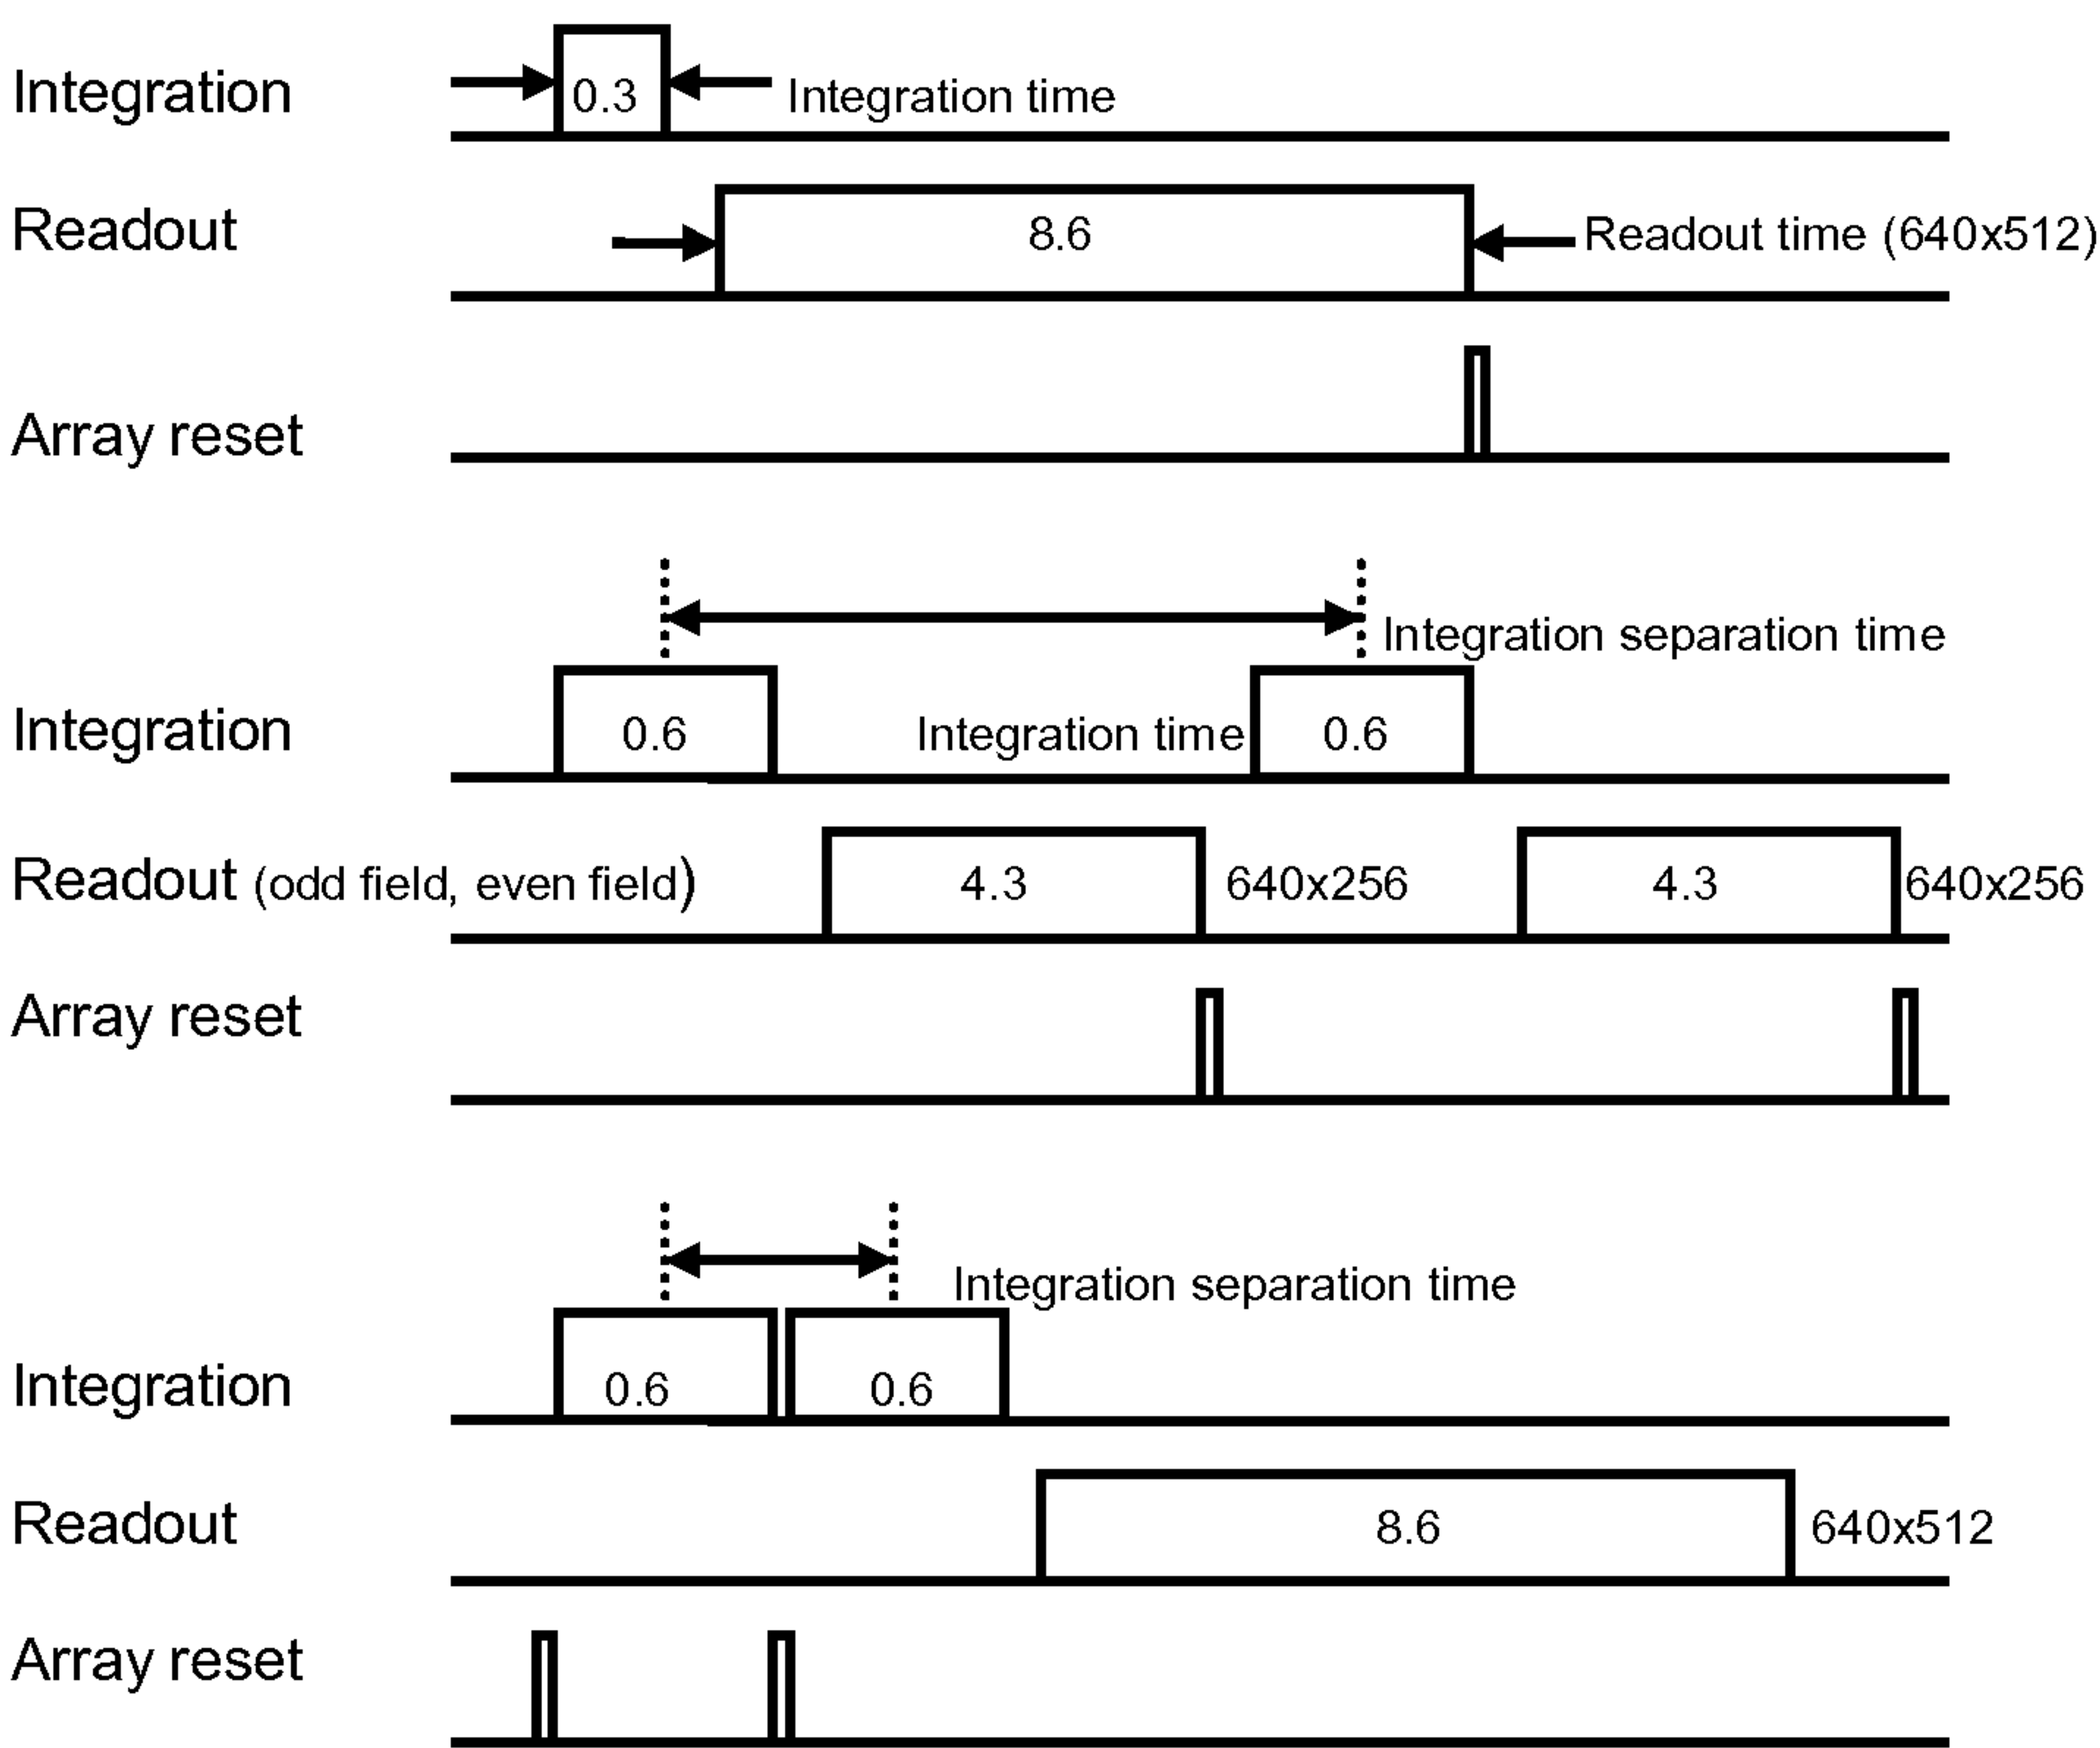 Integration
0.3
Integration time
Readout
8.6
Readout time (640x512)
Array reset
Integration separation time
Integration
0.6
Integration time
0.6
Readout (odd field, even field)
4.3
640x256
4.3
640x256
Array reset
Integration separation time
Integration
0.6
0.6
Readout
8.6
640x512
Array reset